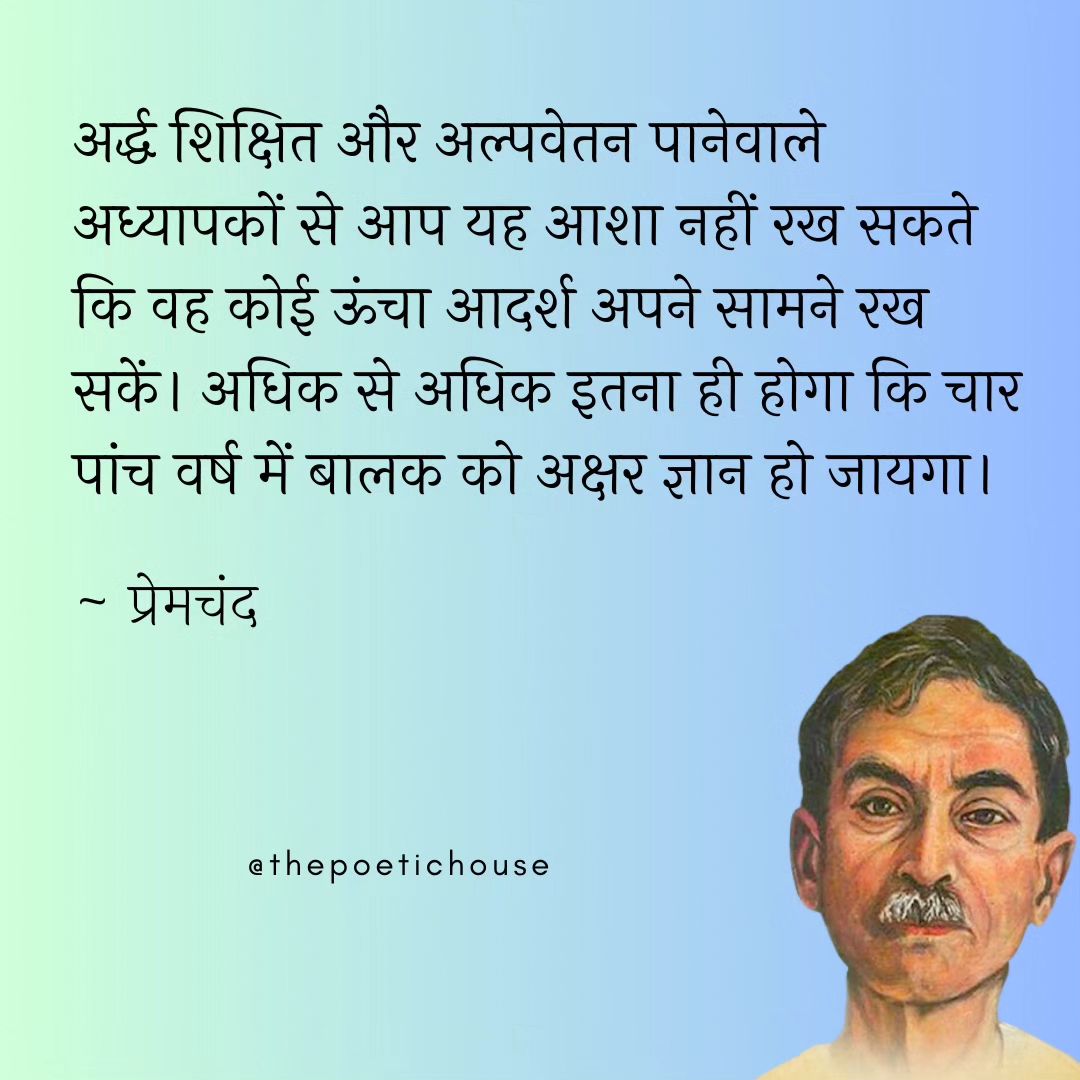 अर्द्ध शिक्षित और अल्पवेतन पानेवाले
अध्यापकों से आप यह आशा नहीं रख सकते
कि वह कोई ऊंचा आदर्श अपने सामने रख
सकें। अधिक से अधिक इतना ही होगा कि चार
पांच वर्ष में बालक को अक्षर ज्ञान हो जायगा।
~ प्रेमचंद
@thepoetichouse